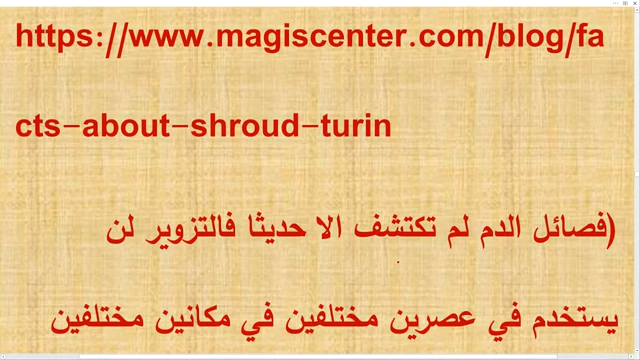 https://www.magiscenter.com/blog/fa
cts-about-shroud-turin
(فصائل الدم لم تكتشف الا حديثا فالتزوير لن
يستخدم في عصرين مختلفين في مكانين مختلفين